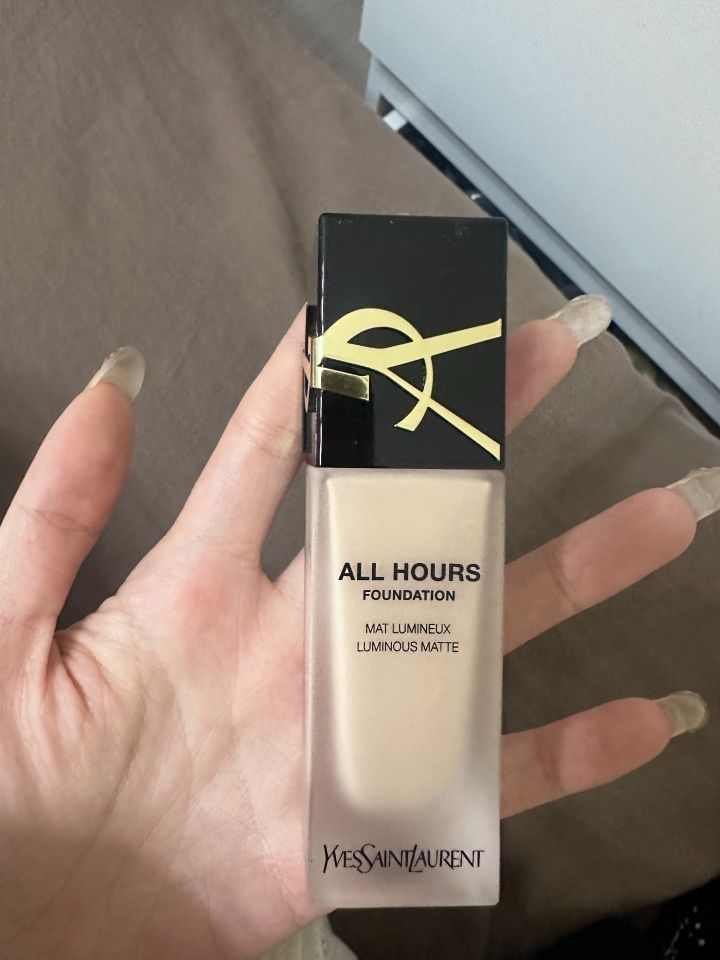 ALL HOURS
FOUNDATION
MAT LUMINEUX
LUMINOUS MATTE
YVESSAINTLAURENT